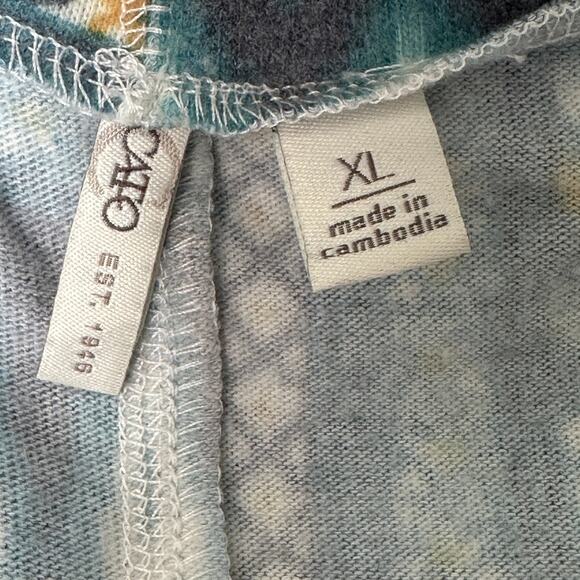 CATO
EST. 1946
XL
made in
cambodia